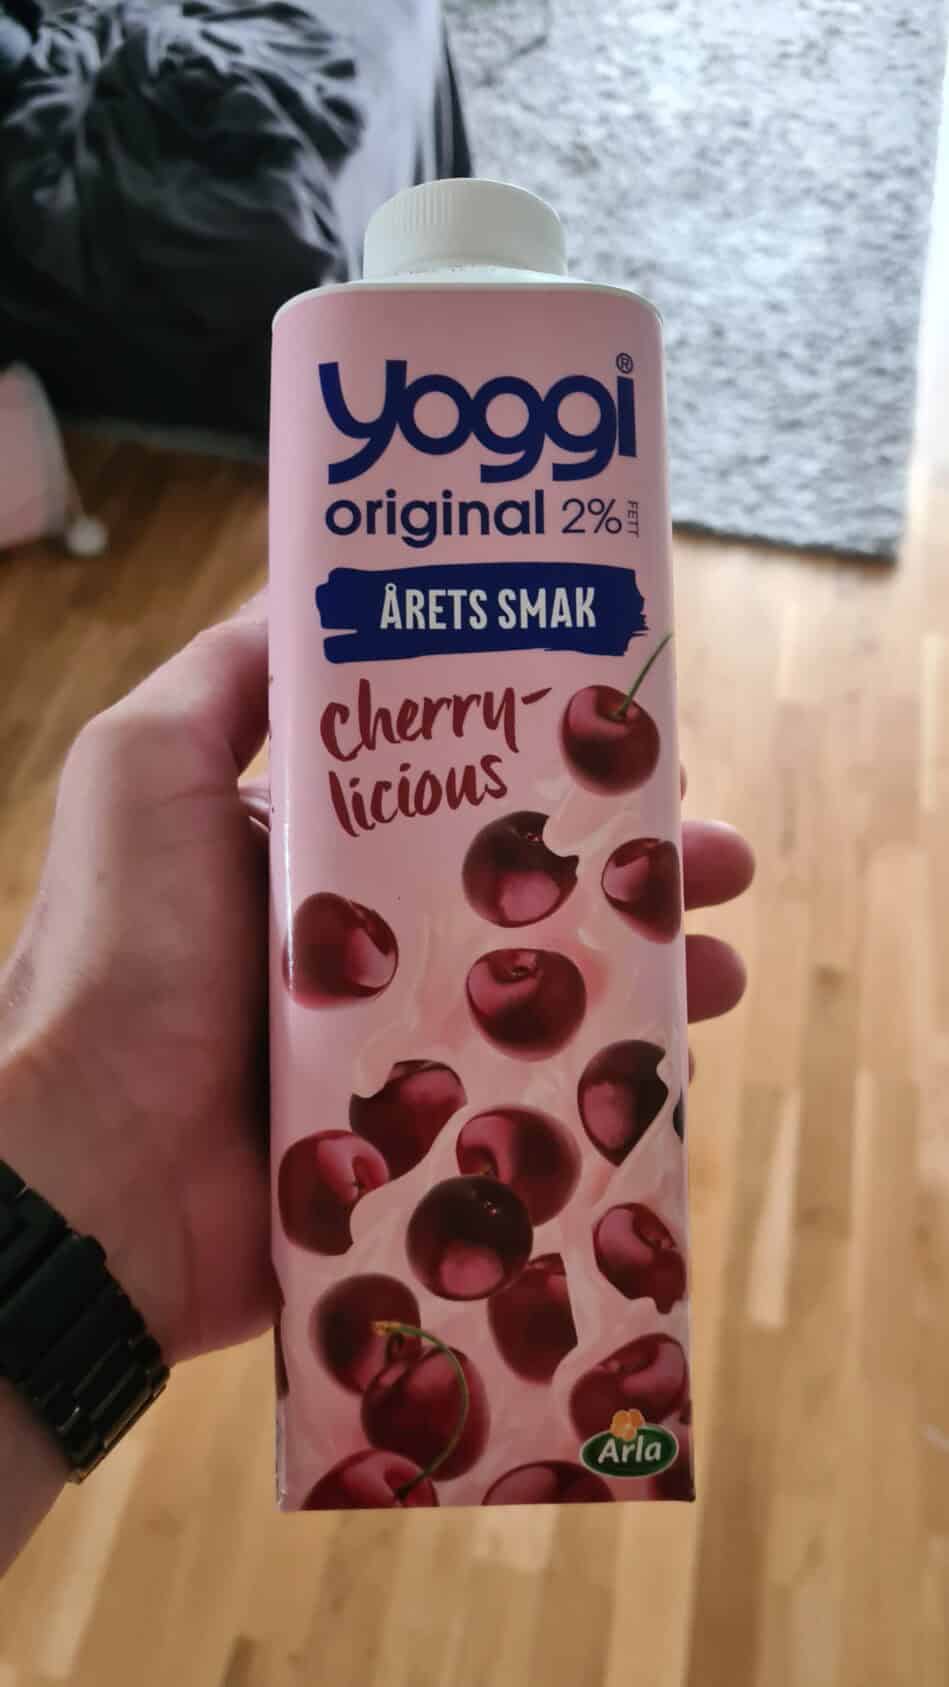 yoggi®
original 2% FETT
ÅRETS SMAK
cherry-
licious
Arla